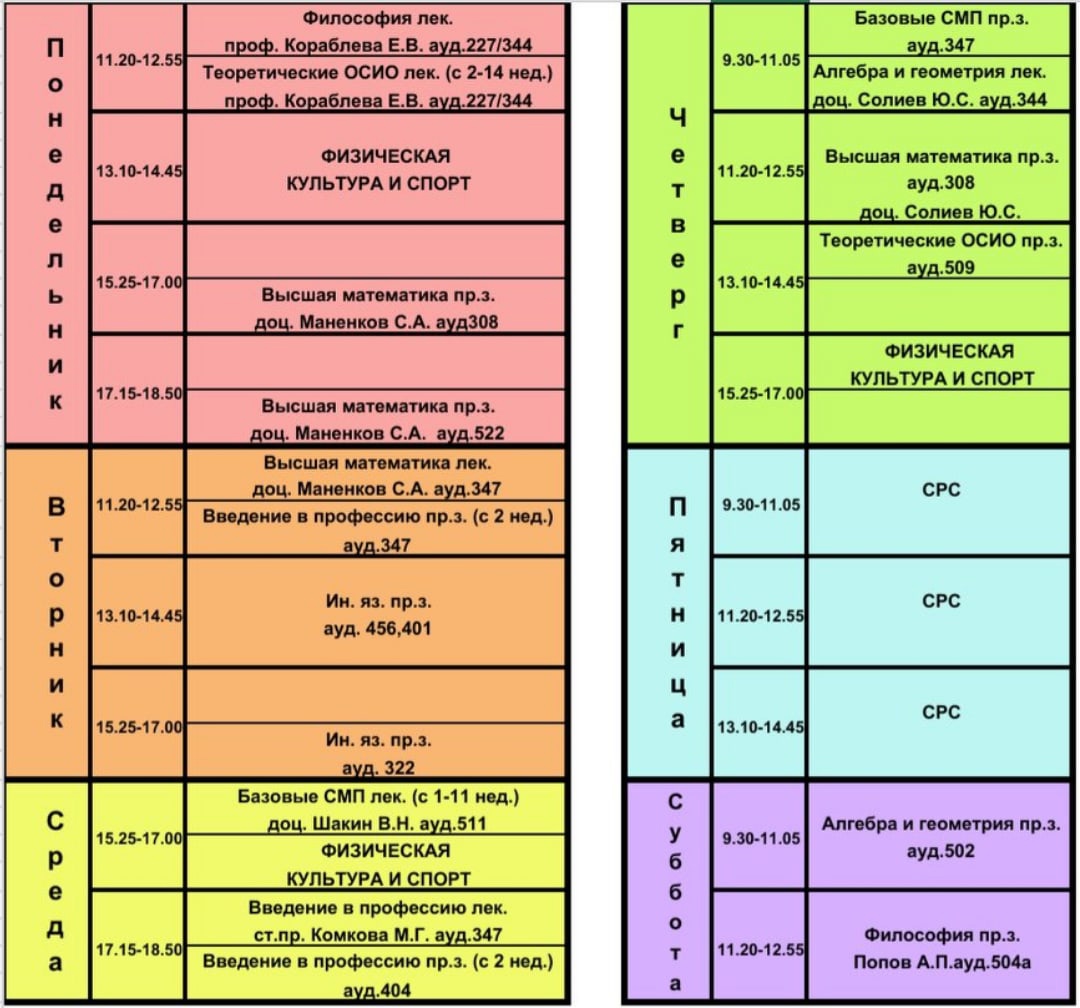 Понедельник
11.20-12.55
Философия лек.
проф. Кораблева Е.В. ауд.227/344
Теоретические ОСИО лек. (с 2-14 нед.)
проф. Кораблева Е.В. ауд.227/344
13.10-14.45
ФИЗИЧЕСКАЯ
КУЛЬТУРА И СПОРТ
15.25-17.00
Высшая математика пр.з.
доц. Маненков С.А. ауд308
17.15-18.50
Высшая математика пр.з.
доц. Маненков С.А. ауд.522
Вторник
11.20-12.55
Высшая математика лек.
доц. Маненков С.А. ауд.347
Введение в профессию пр.з. (с 2 нед.)
ауд.347
13.10-14.45
Ин. яз. пр.з.
ауд. 456,401
15.25-17.00
Ин. яз. пр.з.
ауд. 322
Среда
15.25-17.00
Базовые СМП лек. (с 1-11 нед.)
доц. Шакин В.Н. ауд.511
ФИЗИЧЕСКАЯ
КУЛЬТУРА И СПОРТ
17.15-18.50
Введение в профессию лек.
ст.пр. Комкова М.Г. ауд.347
Введение в профессию пр.з. (с 2 нед.)
ауд.404
Четверг
9.30-11.05
Базовые СМП пр.з.
ауд.347
Алгебра и геометрия лек.
доц. Солиев Ю.С. ауд.344
11.20-12.55
Высшая математика пр.з.
ауд.308
доц. Солиев Ю.С.
13.10-14.45
Теоретические ОСИО пр.з.
ауд.509
15.25-17.00
ФИЗИЧЕСКАЯ
КУЛЬТУРА И СПОРТ
Пятница
9.30-11.05
СРС
11.20-12.55
СРС
13.10-14.45
СРС
Суббота
9.30-11.05
Алгебра и геометрия пр.з.
ауд.502
11.20-12.55
Философия пр.з.
Попов А.П.ауд.504а